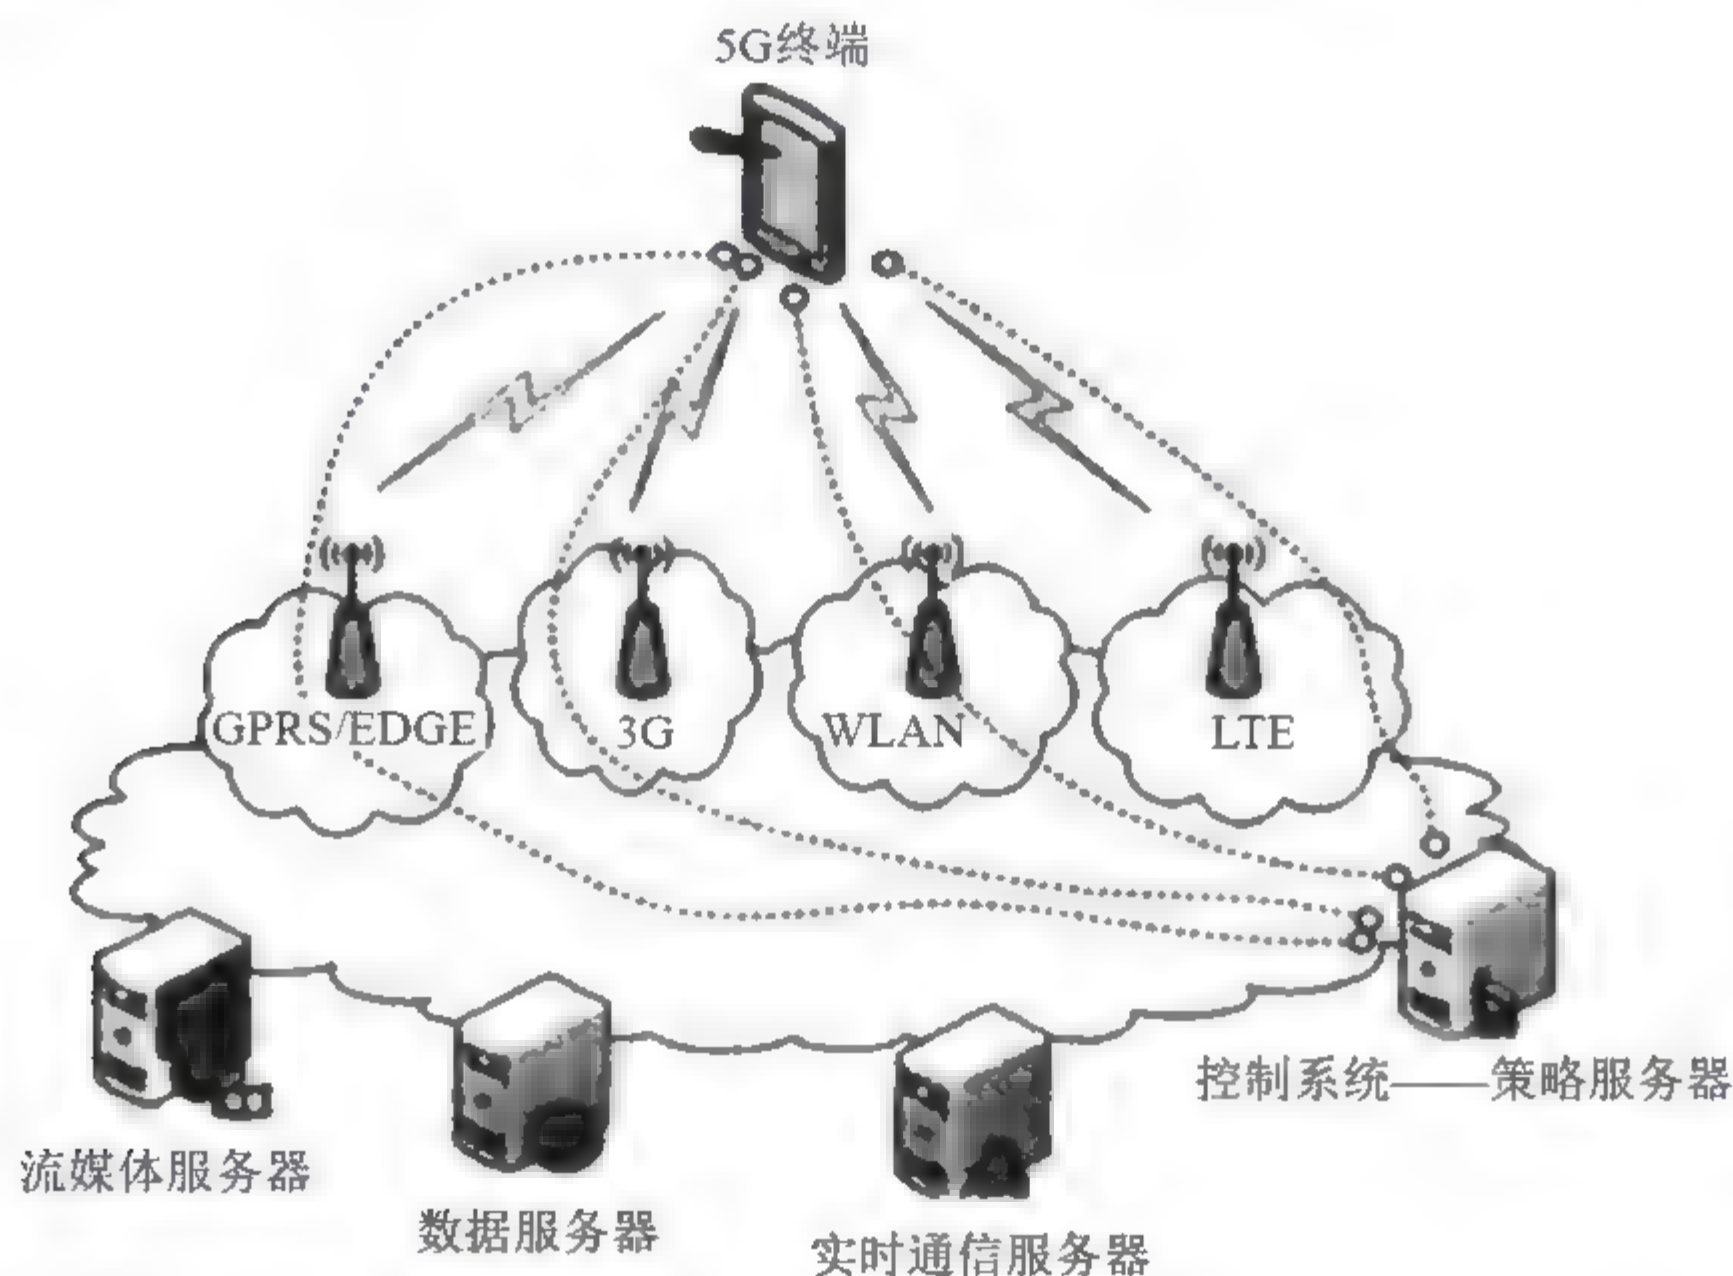 5G终端
GPRS/EDGE
3G
WLAN
LTE
控制系统——策略服务器
流媒体服务器
数据服务器
实时通信服务器